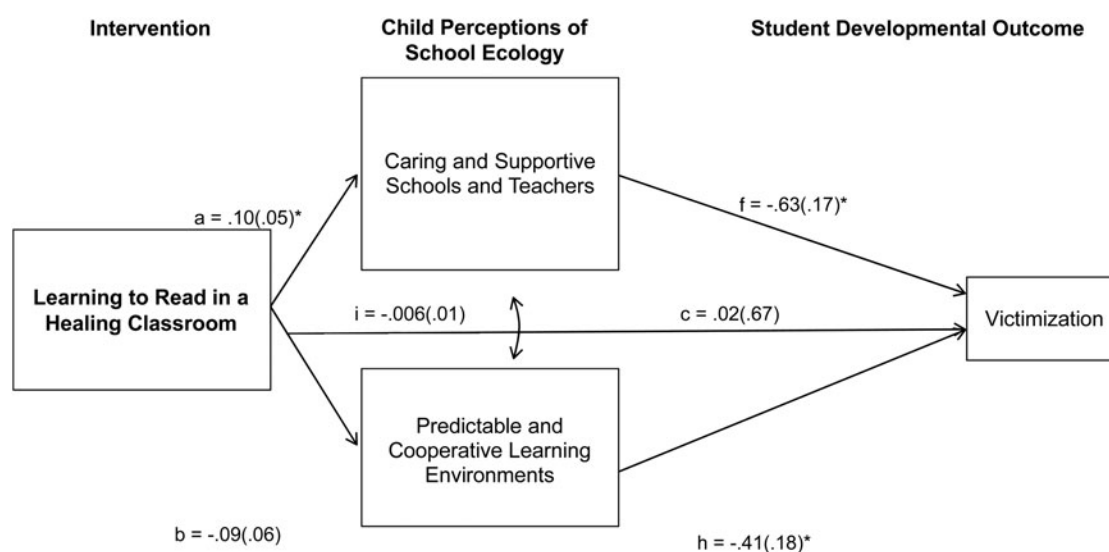 Intervention
Child Perceptions of
School Ecology
Student Developmental Outcome
Caring and Supportive
Schools and Teachers
a = .10(.05)*
f = -.63(.17)*
Learning to Read in a
Healing Classroom
i = -.006(.01)
c = .02(.67)
Victimization
Predictable and
Cooperative Learning
Environments
b = -.09(.06)
h = -.41(.18)*